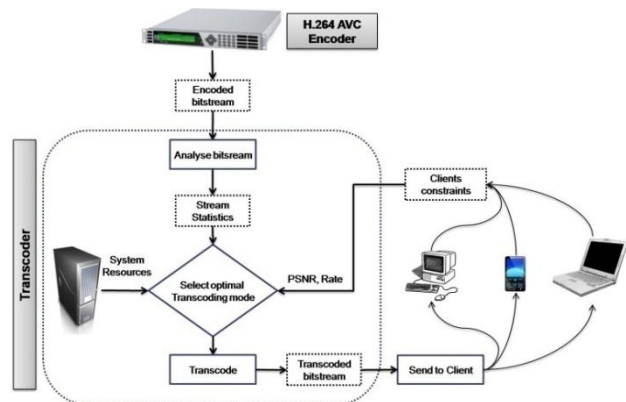 H.264 AVC
Encoder
Encoded
bitstream
Transcoder
Analyse bitsream
Stream
Statistics
System
Resources
Select optimal
Transcoding mode
PSNR, Rate
Clients
constraints
Transcode
Transcoded
bitstream
Send to Client